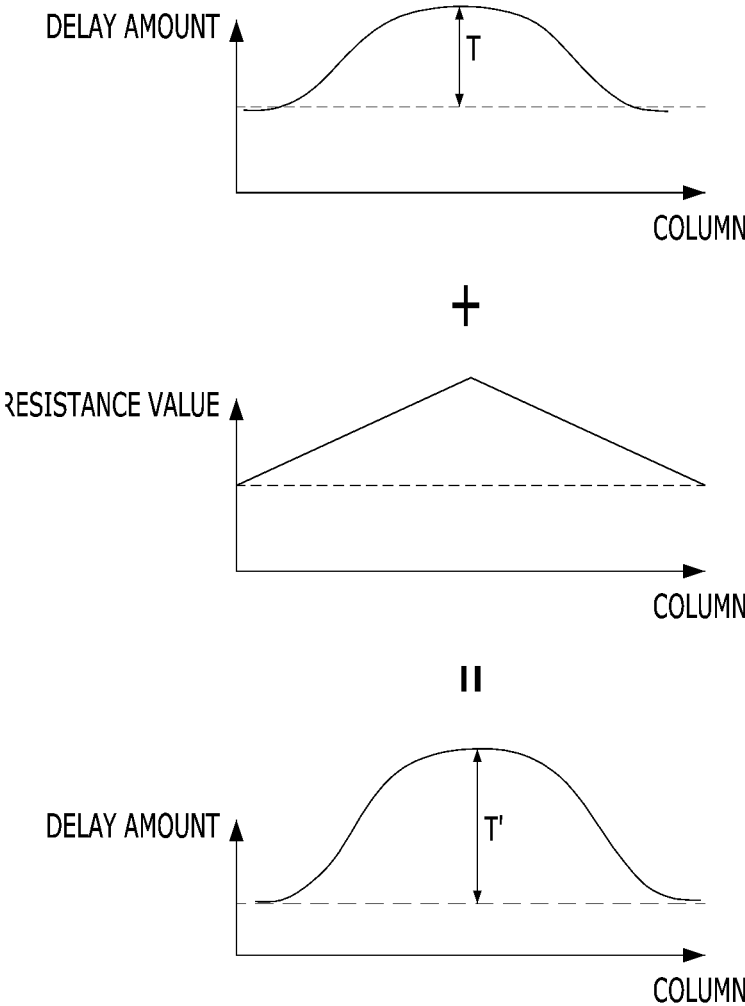 DELAY AMOUNT
T
COLUMN
+
RESISTANCE VALUE
COLUMN
=
DELAY AMOUNT
T'
COLUMN